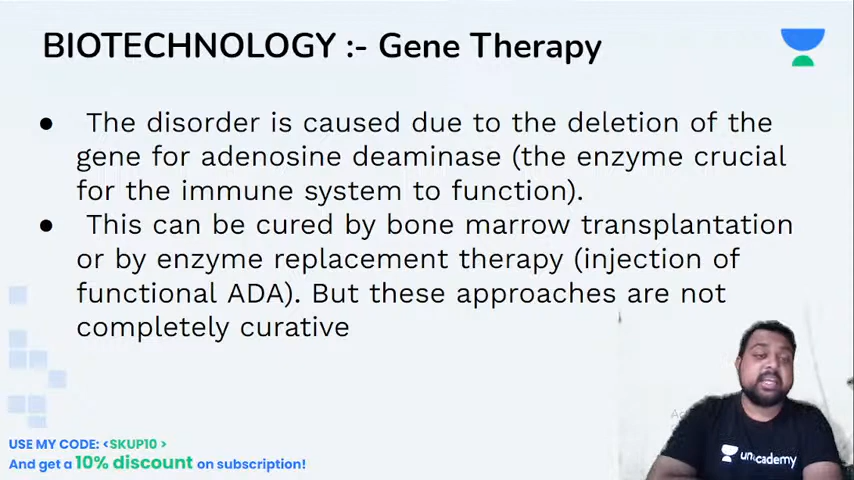 BIOTECHNOLOGY :- Gene Therapy
● The disorder is caused due to the deletion of the
gene for adenosine deaminase (the enzyme crucial
for the immune system to function).
● This can be cured by bone marrow transplantation
or by enzyme replacement therapy (injection of
functional ADA). But these approaches are not
completely curative
USE MY CODE: <SKUP10 >
And get a 10% discount on subscription!
unacademy